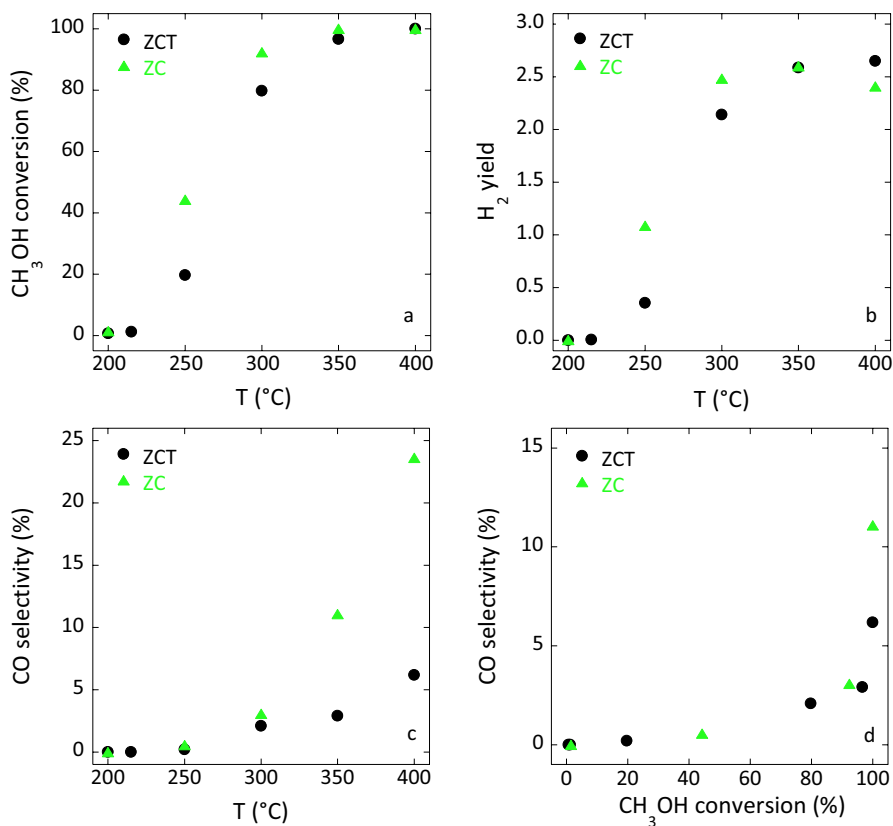 ZCT
ZC
100
80
60
40
20
0
CH₃OH conversion (%)
a
200 250 300 350 400
T (°C)
ZCT
ZC
3.0
2.5
2.0
1.5
1.0
0.5
0.0
H₂ yield
b
200 250 300 350 400
T (°C)
ZCT
ZC
25
20
15
10
5
0
CO selectivity (%)
c
200 250 300 350 400
T (°C)
ZCT
ZC
15
10
5
0
CO selectivity (%)
d
0 20 40 60 80 100
CH₃OH conversion (%)